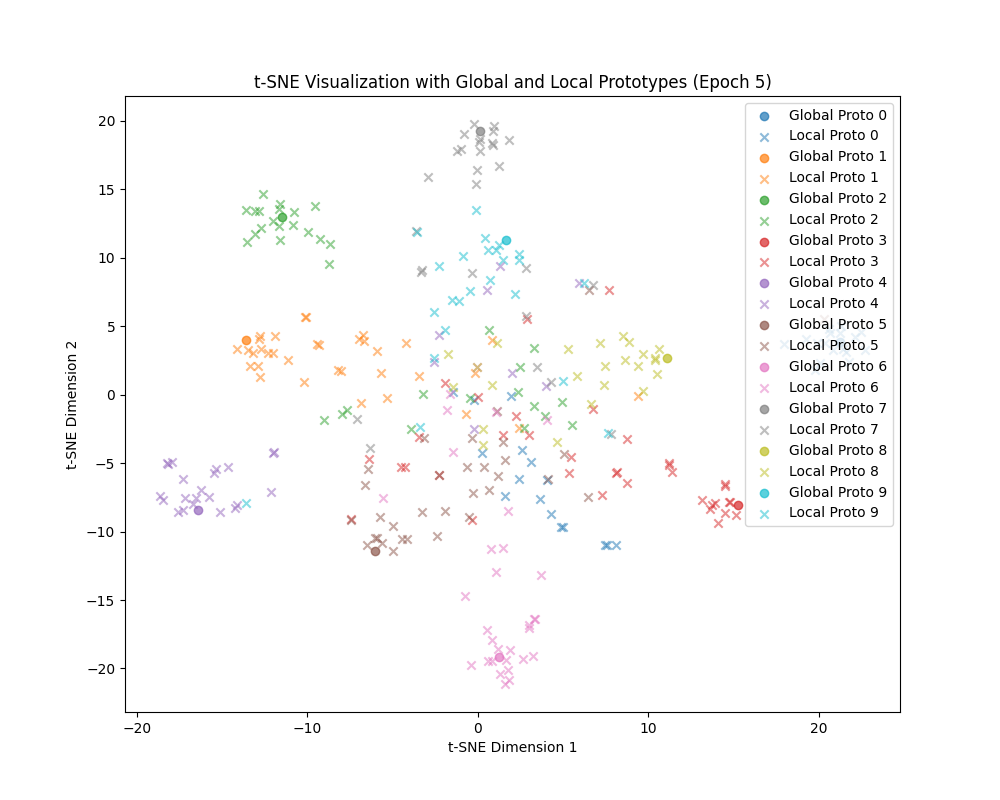 t-SNE Visualization with Global and Local Prototypes (Epoch 5)
20
15
10
5
0
−5
−10
−15
−20
t-SNE Dimension 2
−20
−10
0
10
20
t-SNE Dimension 1
Global Proto 0
Local Proto 0
Global Proto 1
Local Proto 1
Global Proto 2
Local Proto 2
Global Proto 3
Local Proto 3
Global Proto 4
Local Proto 4
Global Proto 5
Local Proto 5
Global Proto 6
Local Proto 6
Global Proto 7
Local Proto 7
Global Proto 8
Local Proto 8
Global Proto 9
Local Proto 9